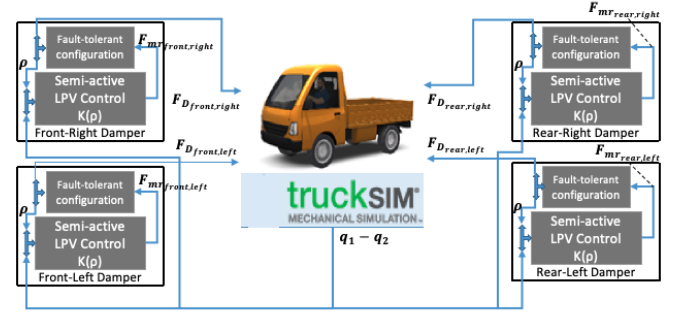 F_mr_front,right
Fault-tolerant
configuration
ρ
Semi-active
LPV Control
K(ρ)
Front-Right Damper
F_D_front,right
F_D_front,left
F_mr_front,left
Fault-tolerant
configuration
ρ
Semi-active
LPV Control
K(ρ)
Front-Left Damper
truckSIM
MECHANICAL SIMULATION
q₁ − q₂
F_mr_rear,right
Fault-tolerant
configuration
ρ
Semi-active
LPV Control
K(ρ)
Rear-Right Damper
F_D_rear,right
F_D_rear,left
F_mr_rear,left
Fault-tolerant
configuration
ρ
Semi-active
LPV Control
K(ρ)
Rear-Left Damper